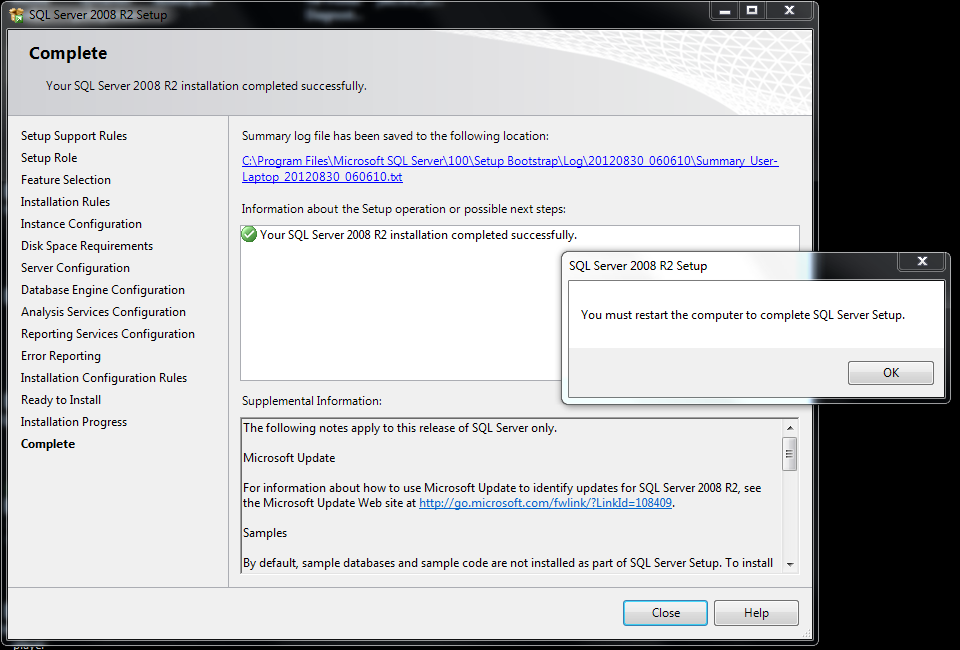 SQL Server 2008 R2 Setup
Complete
Your SQL Server 2008 R2 installation completed successfully.
Setup Support Rules
Setup Role
Feature Selection
Installation Rules
Instance Configuration
Disk Space Requirements
Server Configuration
Database Engine Configuration
Analysis Services Configuration
Reporting Services Configuration
Error Reporting
Installation Configuration Rules
Ready to Install
Installation Progress
Complete
Summary log file has been saved to the following location:
C:\Program Files\Microsoft SQL Server\100\Setup Bootstrap\Log\20120830_060610\Summary_User-
Laptop_20120830_060610.txt
Information about the Setup operation or possible next steps:
Your SQL Server 2008 R2 installation completed successfully.
SQL Server 2008 R2 Setup
You must restart the computer to complete SQL Server Setup.
OK
Supplemental Information:
The following notes apply to this release of SQL Server only.
Microsoft Update
For information about how to use Microsoft Update to identify updates for SQL Server 2008 R2, see
the Microsoft Update Web site at http://go.microsoft.com/fwlink/?LinkId=108409.
Samples
By default, sample databases and sample code are not installed as part of SQL Server Setup. To install
Close
Help